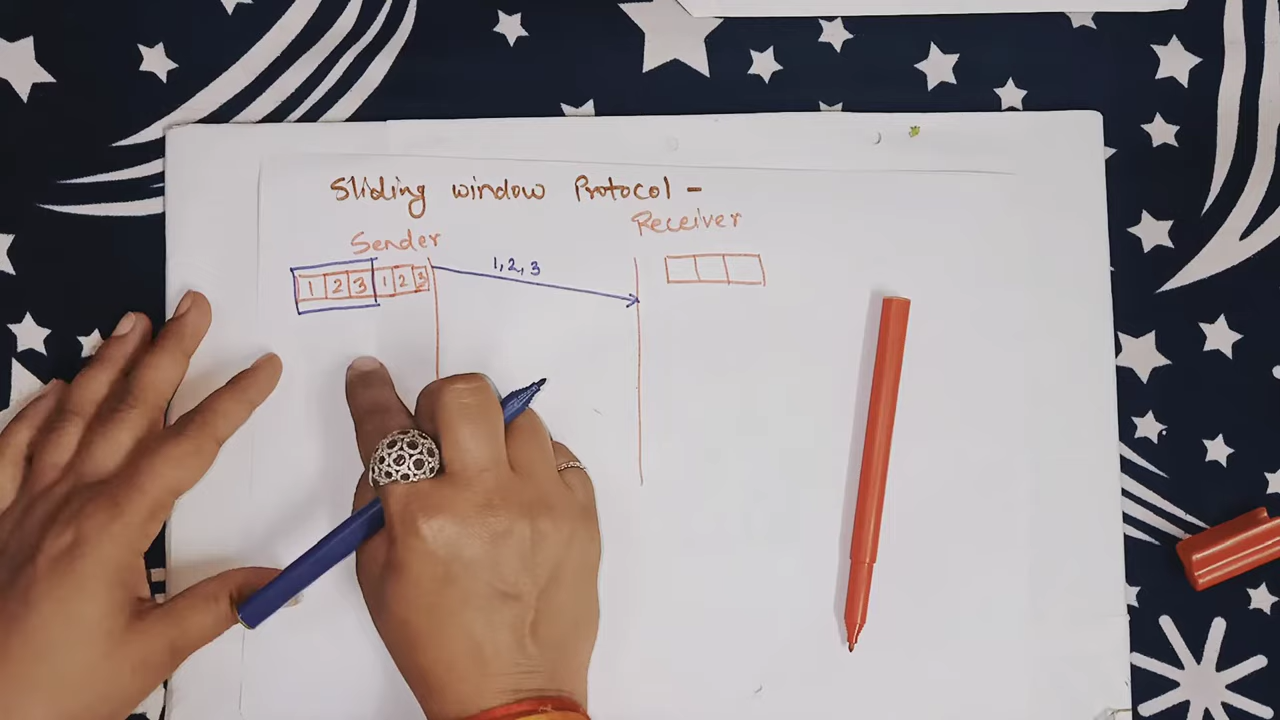 Sliding window Protocol -
Receiver
Sender
1 2 3 1 2 3
1, 2, 3